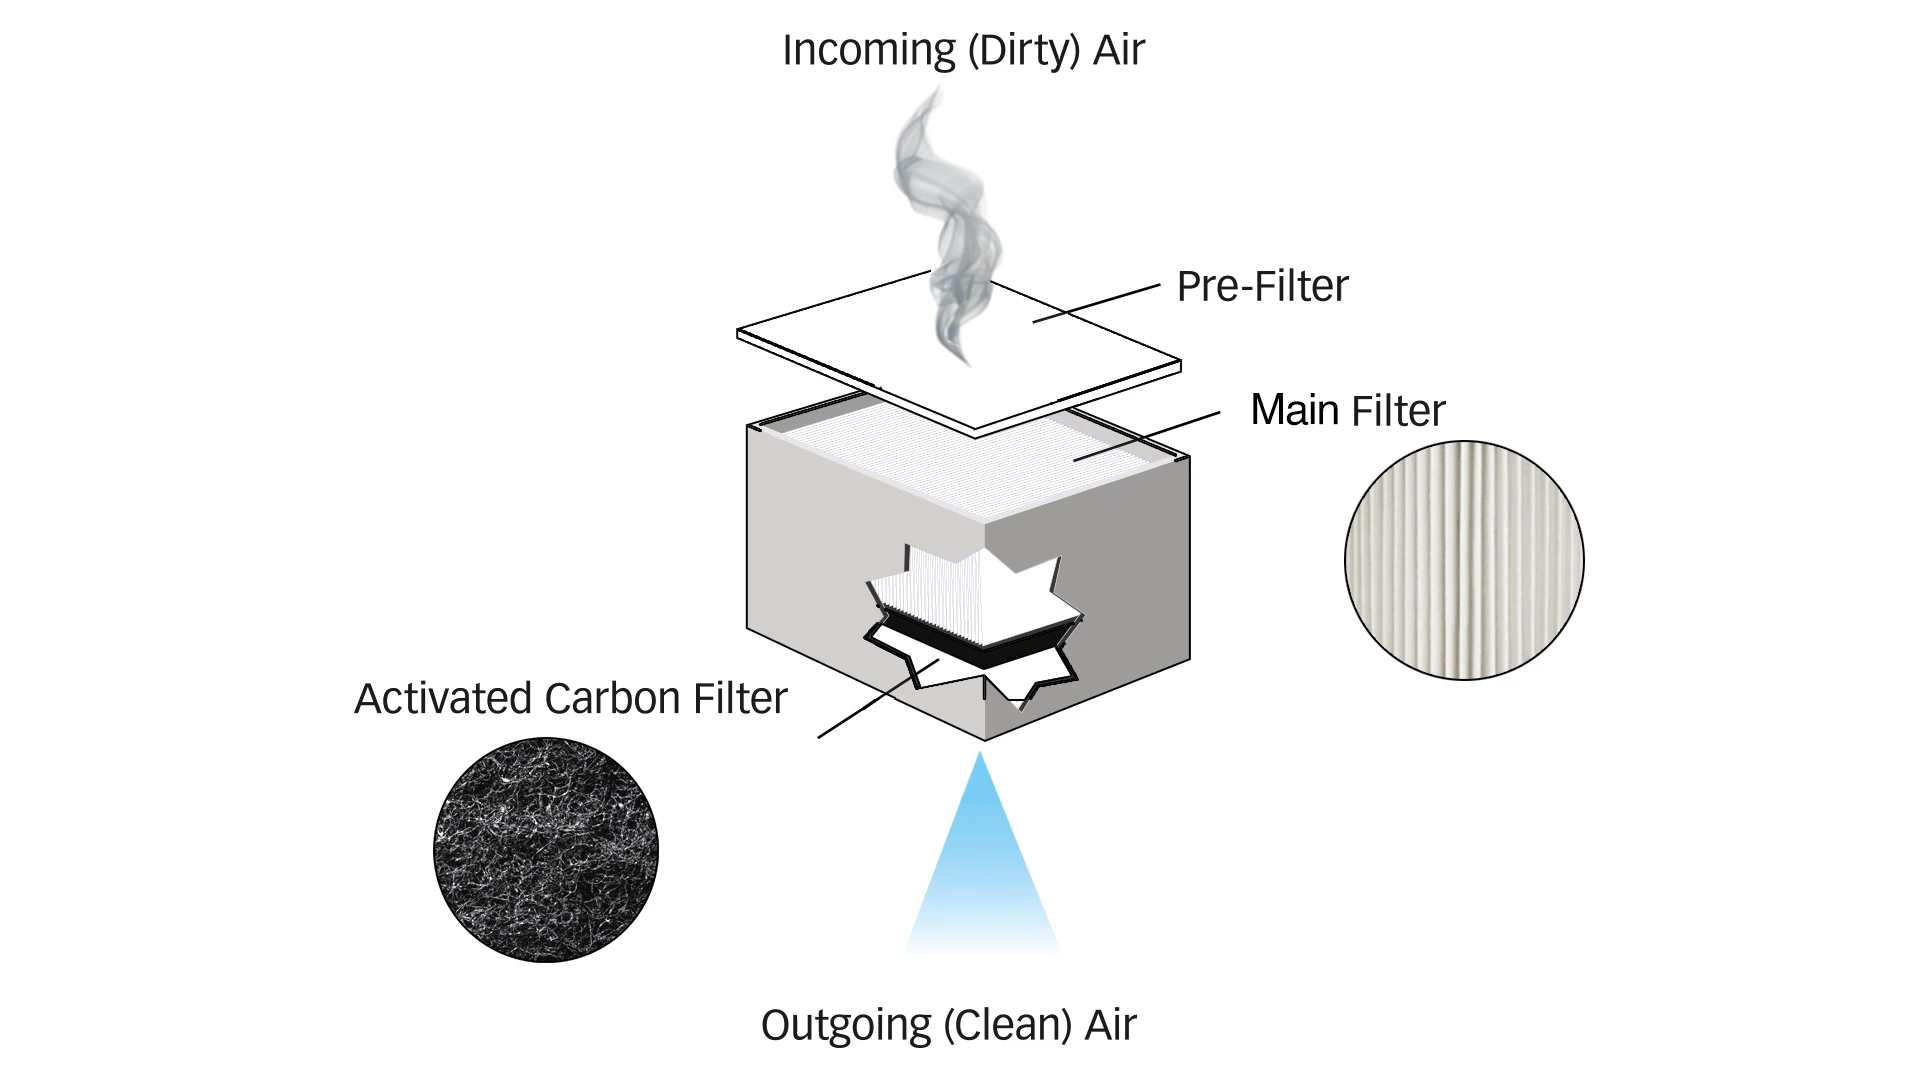 Incoming (Dirty) Air
Pre-Filter
Main Filter
Activated Carbon Filter
Outgoing (Clean) Air